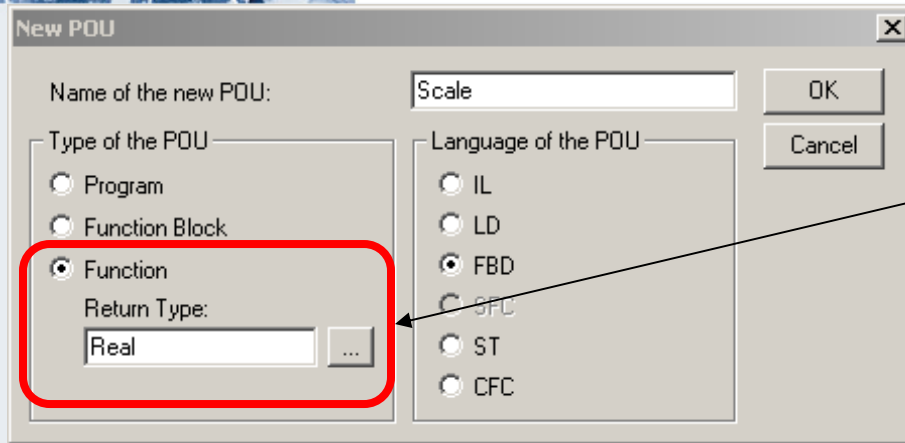 New POU
Name of the new POU:
Scale
OK
Cancel
Type of the POU
Program
Function Block
Function
Return Type:
Real
...
Language of the POU
IL
LD
FBD
SFC
ST
CFC